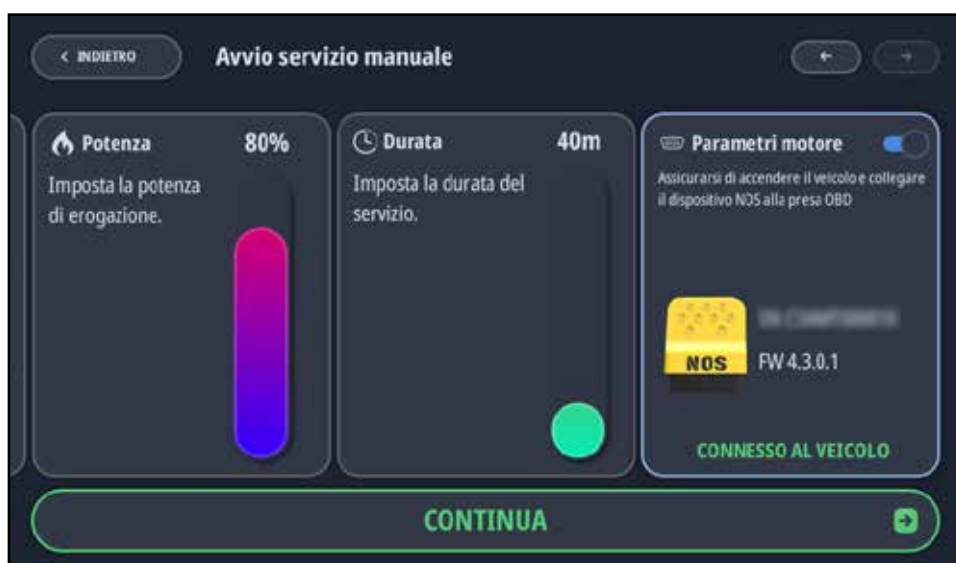 < INDIETRO
Avvio servizio manuale
Potenza 80%
Imposta la potenza
di erogazione.
Durata 40m
Imposta la durata del
servizio.
Parametri motore
Assicurarsi di accendere il veicolo e collegare
il dispositivo NOS alla presa OBD
NOS
FW 4.3.0.1
CONNESSO AL VEICOLO
CONTINUA